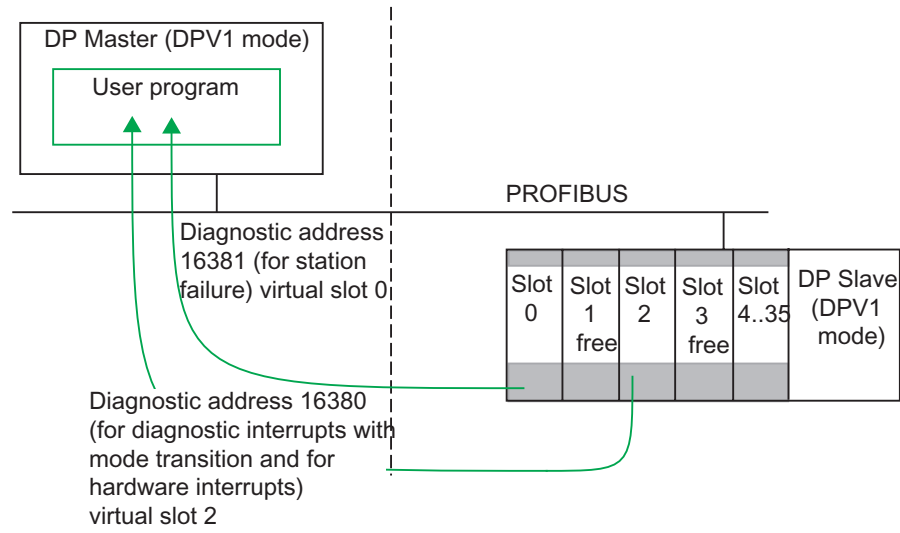 DP Master (DPV1 mode)
User program
PROFIBUS
Diagnostic address
16381 (for station
failure) virtual slot 0
Slot
0
Slot
1
free
Slot
2
Slot
3
free
Slot
4..35
DP Slave
(DPV1
mode)
Diagnostic address 16380
(for diagnostic interrupts with
mode transition and for
hardware interrupts)
virtual slot 2